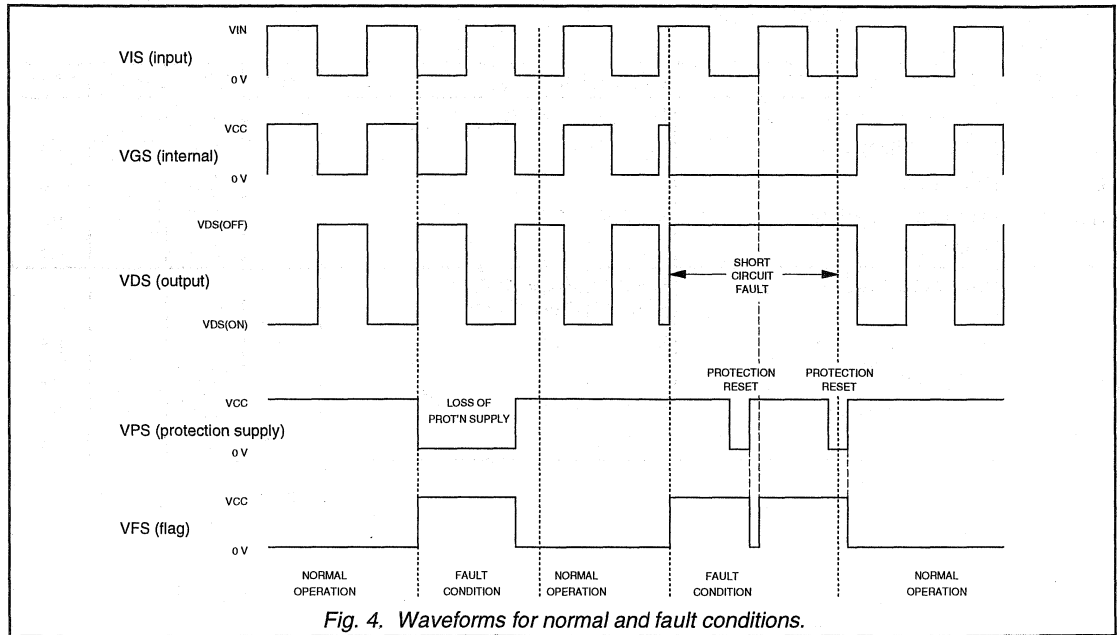 VIS (input)
VIN
0 V
VGS (internal)
VCC
0 V
VDS (output)
VDS(OFF)
VDS(ON)
SHORT
CIRCUIT
FAULT
VPS (protection supply)
VCC
0 V
LOSS OF
PROT'N SUPPLY
PROTECTION
RESET
PROTECTION
RESET
VFS (flag)
VCC
0 V
NORMAL
OPERATION
FAULT
CONDITION
NORMAL
OPERATION
FAULT
CONDITION
NORMAL
OPERATION
Fig. 4. Waveforms for normal and fault conditions.